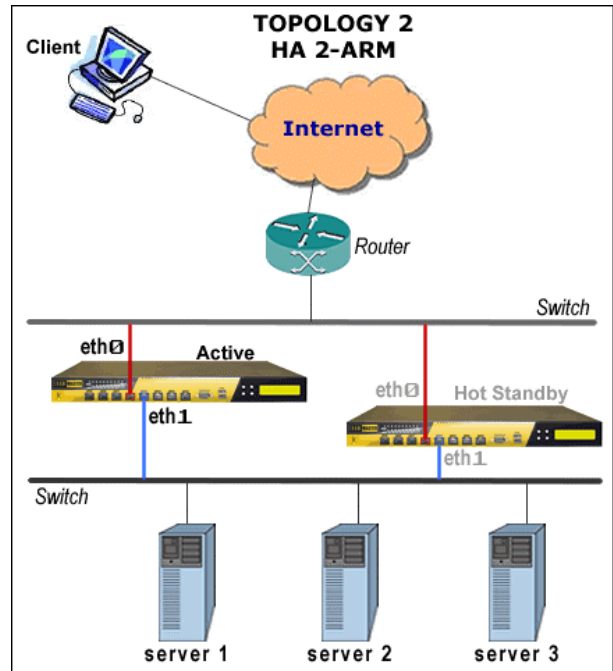 TOPOLOGY 2
HA 2-ARM
Client
Internet
Router
Switch
eth0
Active
eth0
Hot Standby
eth1
eth1
Switch
server 1
server 2
server 3